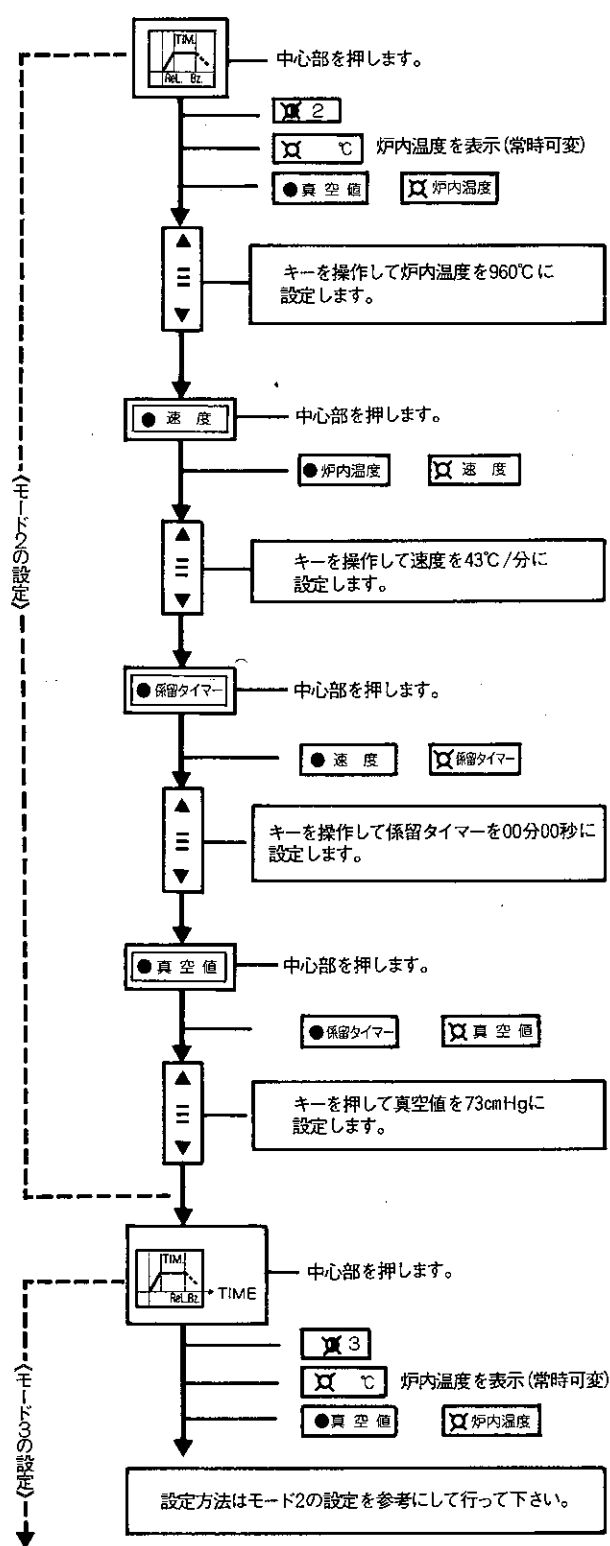 TIM.
ReL. Bz.
中心部を押します。
2
℃ 炉内温度を表示(常時可変)
●真空値 炉内温度
▲
▼
キーを操作して炉内温度を960℃に
設定します。
● 速度 中心部を押します。
●炉内温度 速度
▲
▼
キーを操作して速度を43℃/分に
設定します。
《モード2の設定》
●係留タイマー 中心部を押します。
● 速度 係留タイマー
▲
▼
キーを操作して係留タイマーを00分00秒に
設定します。
●真空値 中心部を押します。
●係留タイマー 真空値
▲
▼
キーを押して真空値を73cmHgに
設定します。
TIM.
ReL.Bz.
TIME
中心部を押します。
3
℃ 炉内温度を表示(常時可変)
●真空値 炉内温度
《モード3の設定》
設定方法はモード2の設定を参考にして行って下さい。